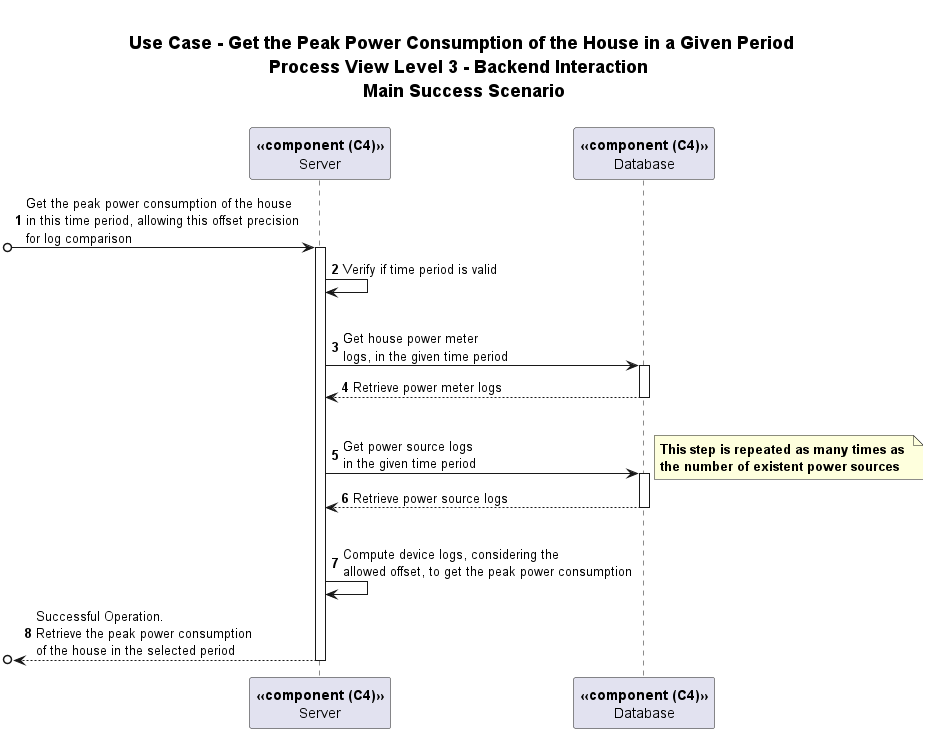 Use Case - Get the Peak Power Consumption of the House in a Given Period
Process View Level 3 - Backend Interaction
Main Success Scenario
«component (C4)»
Server
«component (C4)»
Database
Get the peak power consumption of the house
1 in this time period, allowing this offset precision
for log comparison
2 Verify if time period is valid
Get house power meter
3 logs, in the given time period
4 Retrieve power meter logs
Get power source logs
5 in the given time period
This step is repeated as many times as
the number of existent power sources
6 Retrieve power source logs
Compute device logs, considering the
7 allowed offset, to get the peak power consumption
Successful Operation.
8 Retrieve the peak power consumption
of the house in the selected period
«component (C4)»
Server
«component (C4)»
Database